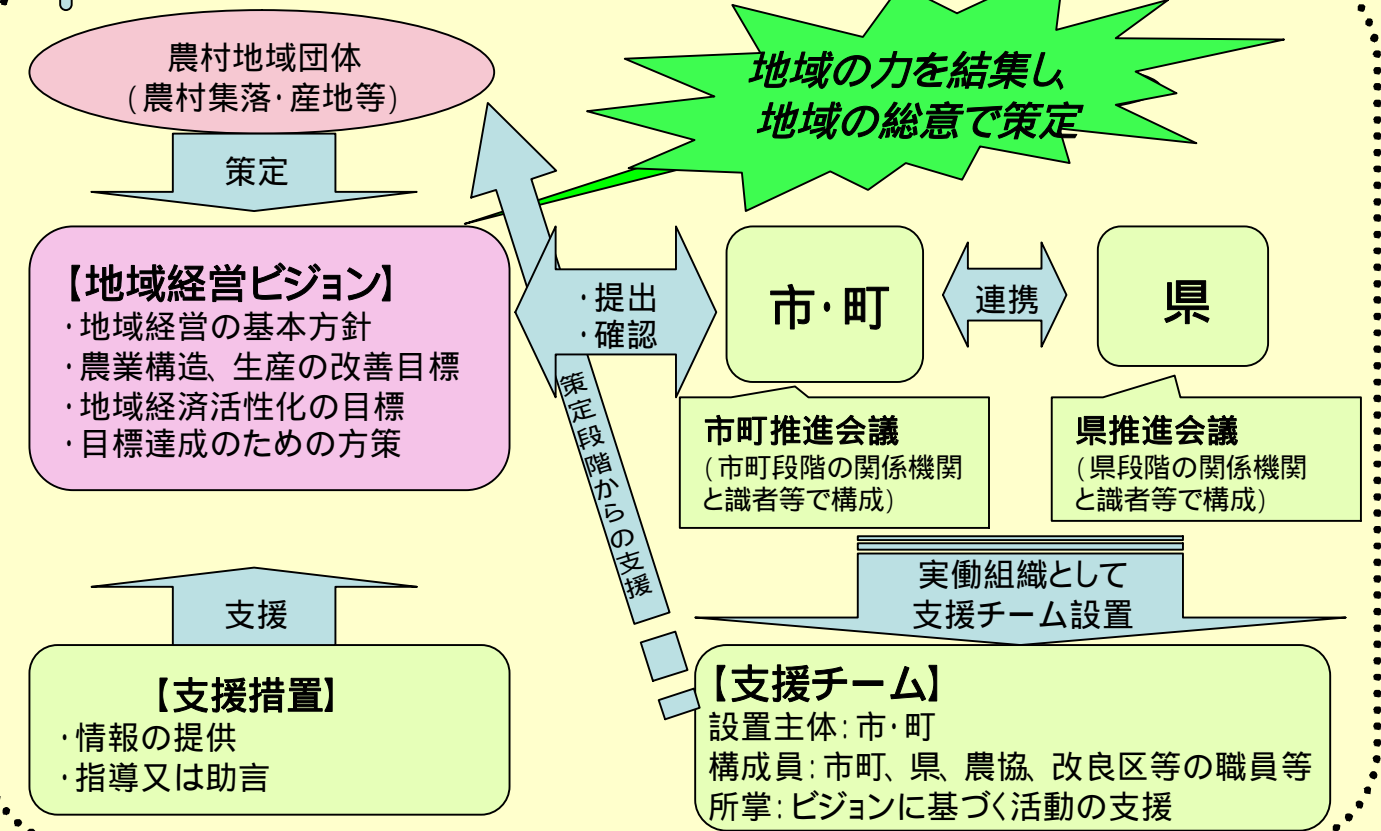 農村地域団体
(農村集落・産地等)
地域の力を結集し、
地域の総意で策定
策定
【地域経営ビジョン】
・地域経営の基本方針
・農業構造、生産の改善目標
・地域経済活性化の目標
・目標達成のための方策
・提出
・確認
市・町
連携
県
策定段階からの支援
市町推進会議
(市町段階の関係機関
と識者等で構成)
県推進会議
(県段階の関係機関
と識者等で構成)
実働組織として
支援チーム設置
支援
【支援措置】
・情報の提供
・指導又は助言
【支援チーム】
設置主体:市・町
構成員:市町、県、農協、改良区等の職員等
所掌:ビジョンに基づく活動の支援